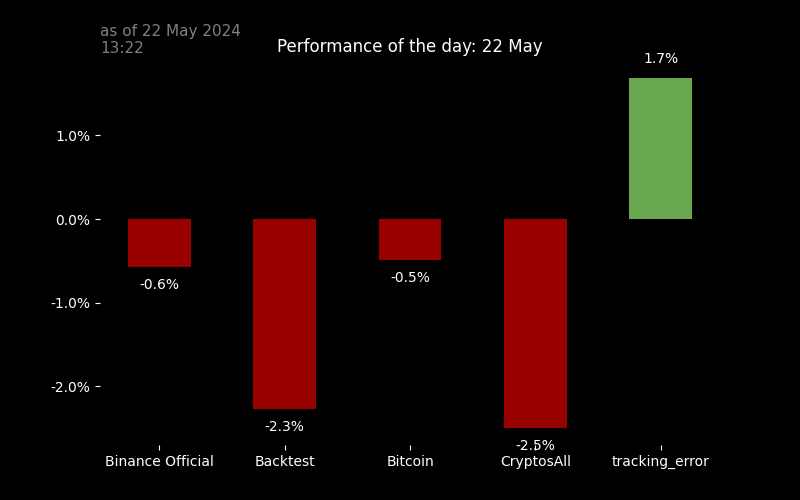 as of 22 May 2024
13:22
Performance of the day: 22 May
1.7%
1.0%
0.0%
-0.6%
-0.5%
-1.0%
-2.0%
-2.3%
-2.5%
Binance Official
Backtest
Bitcoin
CryptosAll
tracking_error